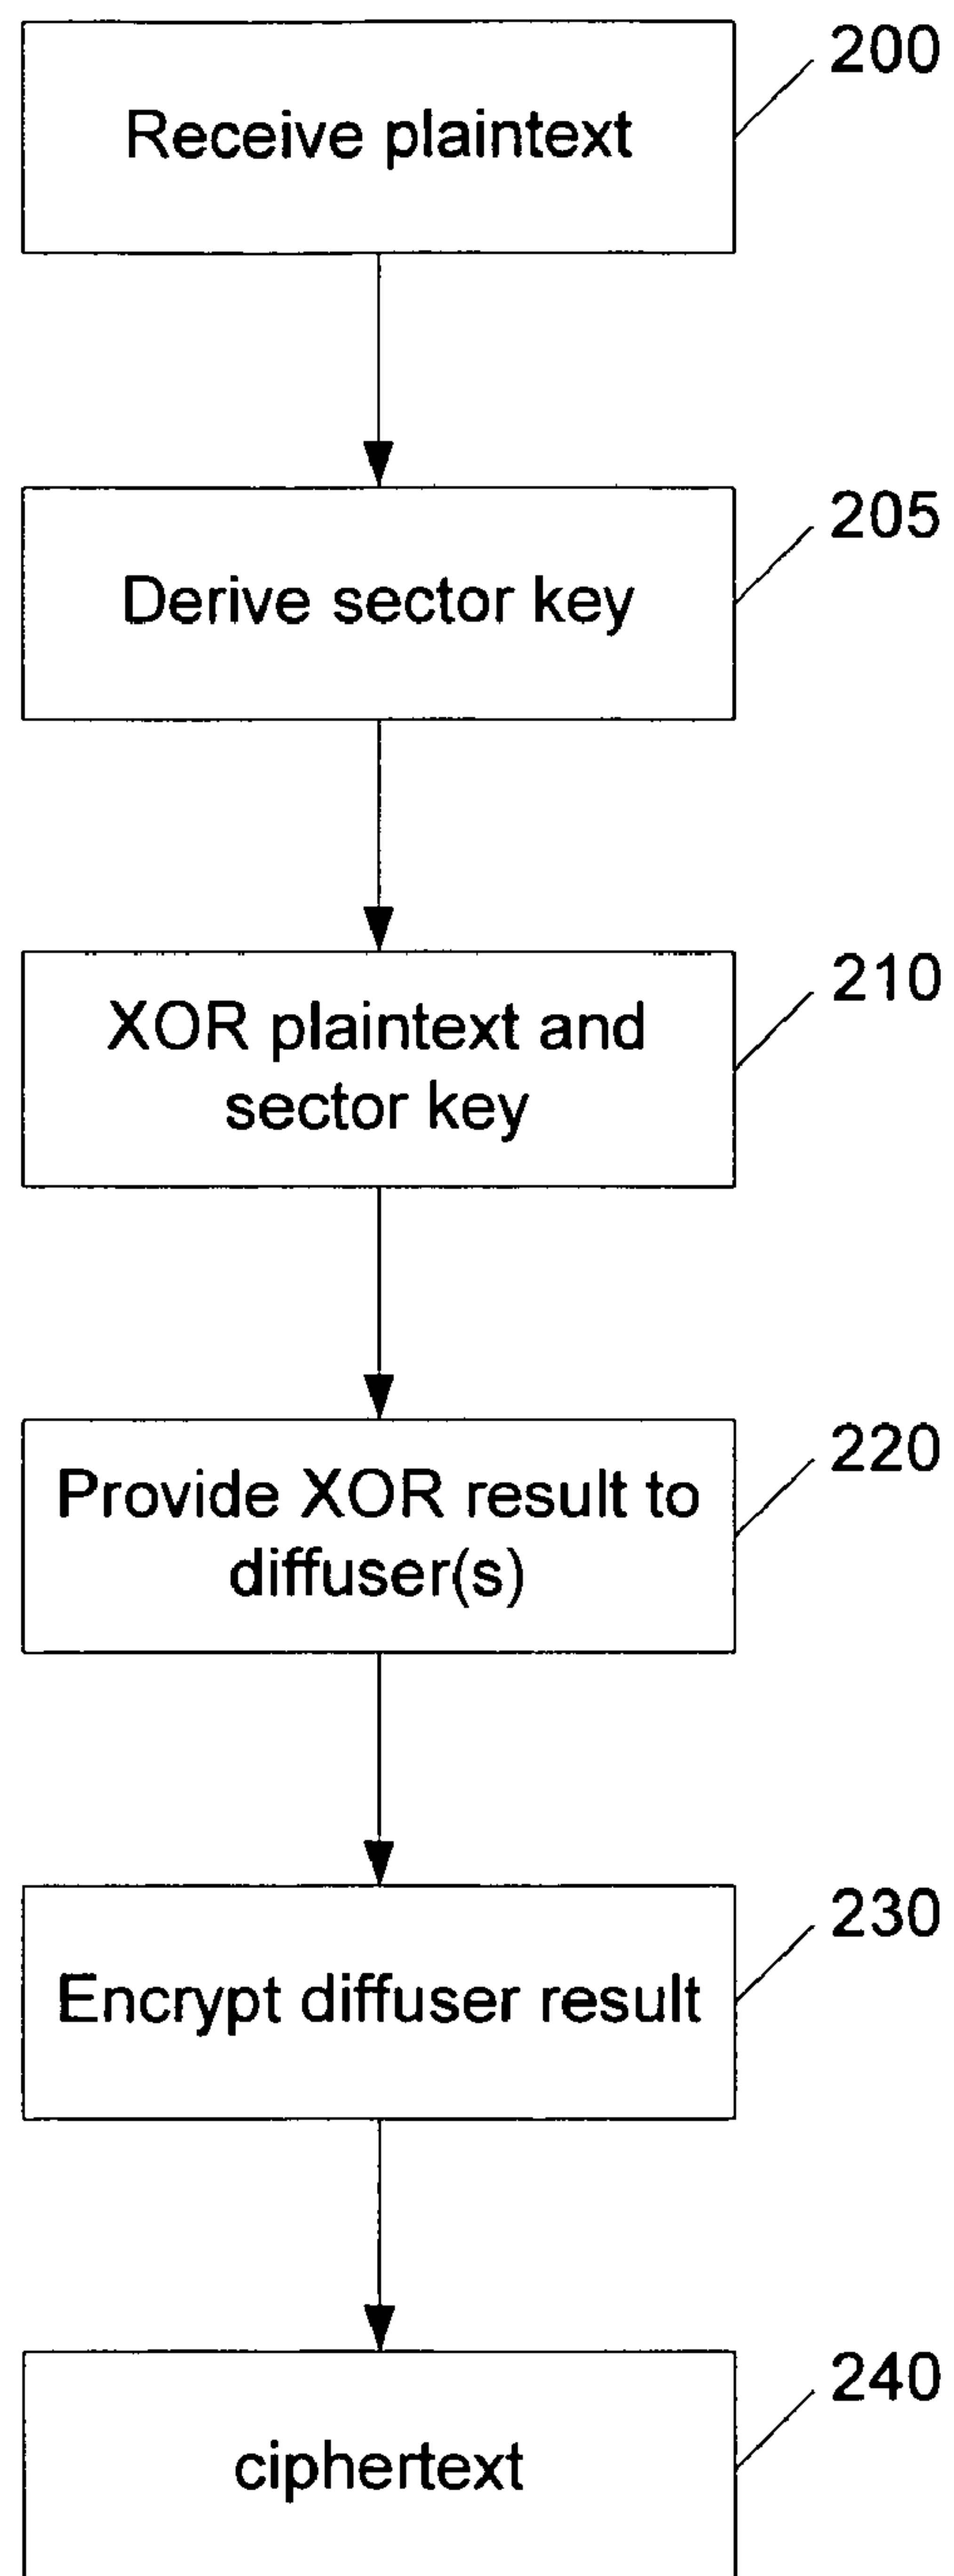 200
Receive plaintext
205
Derive sector key
210
XOR plaintext and
sector key
220
Provide XOR result to
diffuser(s)
230
Encrypt diffuser result
240
ciphertext